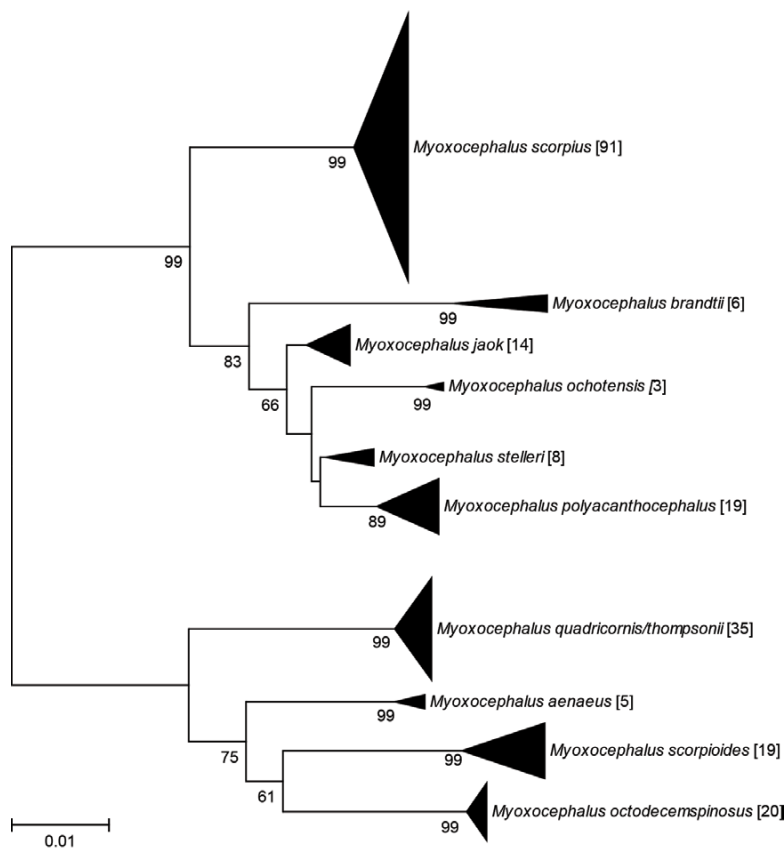 Myoxocephalus scorpius [91]
99
99
Myoxocephalus brandtii [6]
99
Myoxocephalus jaok [14]
83
Myoxocephalus ochotensis [3]
66
99
Myoxocephalus stelleri [8]
Myoxocephalus polyacanthocephalus [19]
89
Myoxocephalus quadricornis/thompsonii [35]
99
Myoxocephalus aenaeus [5]
99
75
Myoxocephalus scorpioides [19]
99
61
Myoxocephalus octodecemspinosus [20]
99
0.01